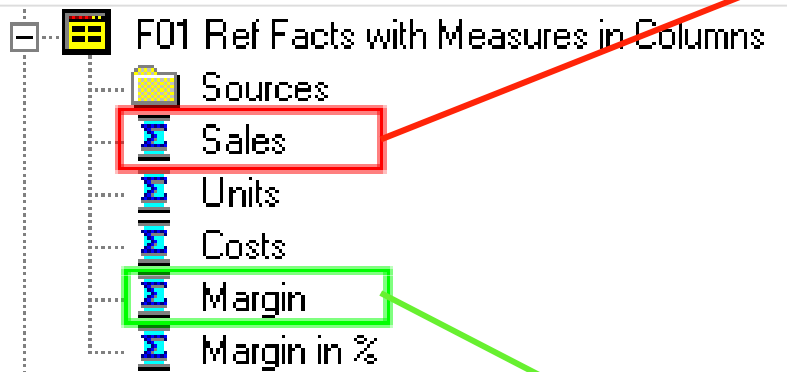 F01 Ref Facts with Measures in Columns
Sources
Sales
Units
Costs
Margin
Margin in %